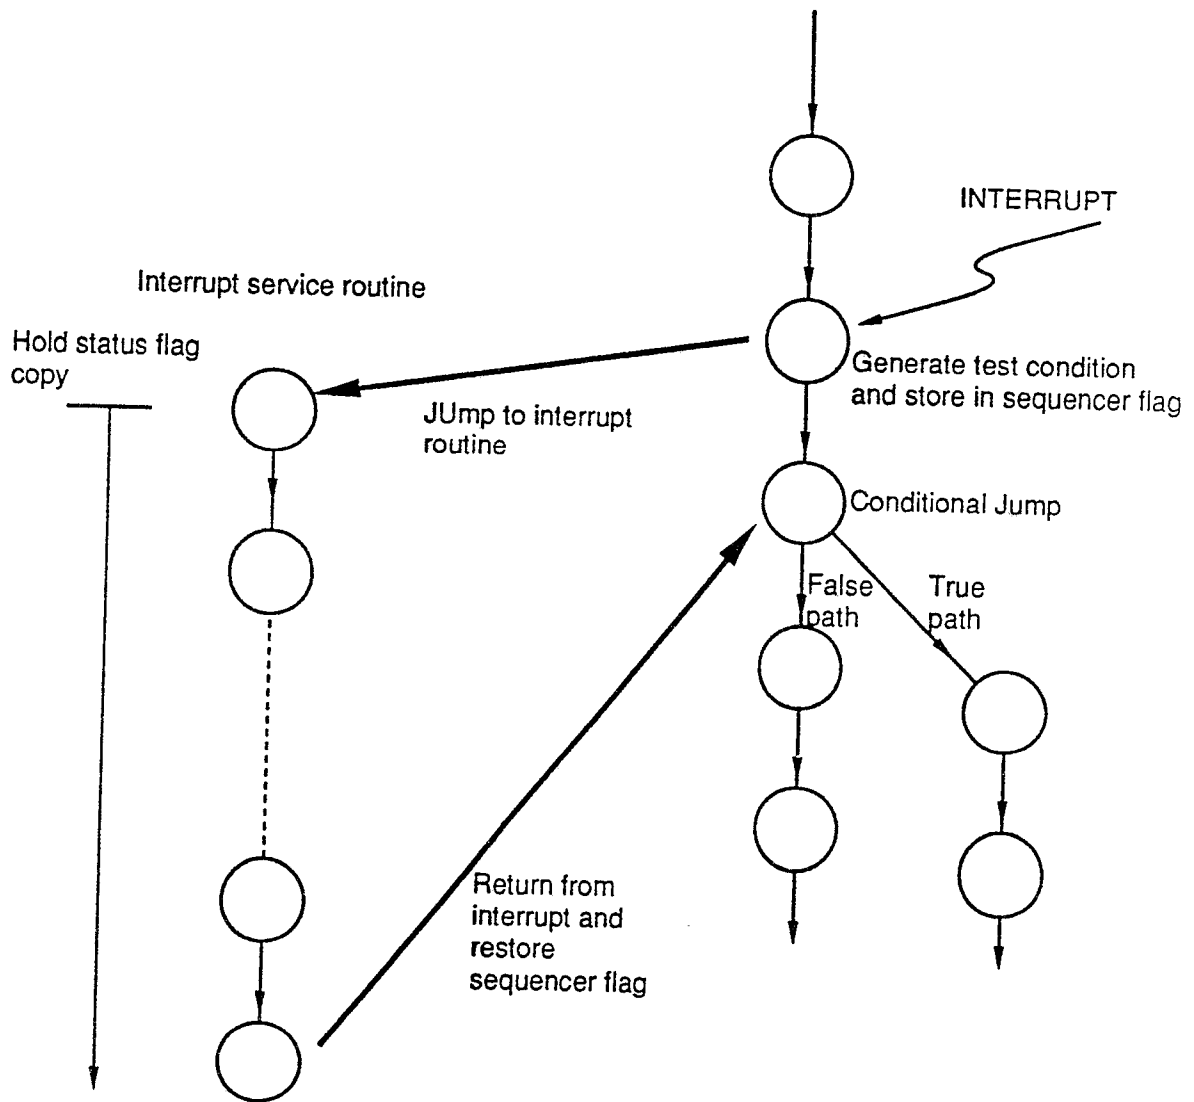 INTERRUPT
Interrupt service routine
Hold status flag
copy
Generate test condition
and store in sequencer flag
JUmp to interrupt
routine
Conditional Jump
False
path
True
path
Return from
interrupt and
restore
sequencer flag